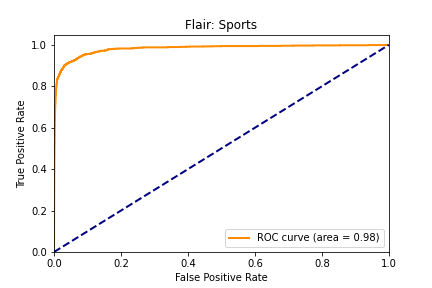 Flair: Sports
True Positive Rate
1.0
0.8
0.6
0.4
0.2
0.0
ROC curve (area = 0.98)
0.0 0.2 0.4 0.6 0.8 1.0
False Positive Rate